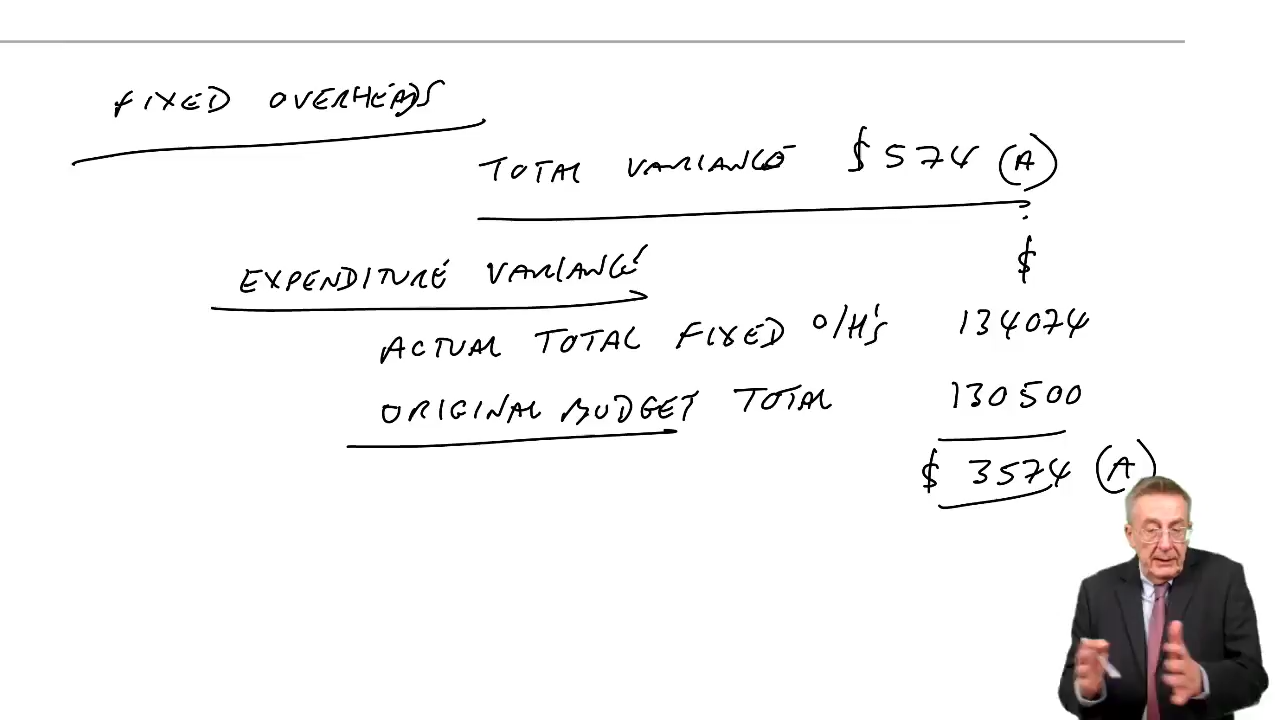 FIXED OVERHEADS
TOTAL VARIANCE $574 (A)
$
EXPENDITURE VARIANCE
ACTUAL TOTAL FIXED O/H's 134074
ORIGINAL BUDGET TOTAL 130500
$ 3574 (A)